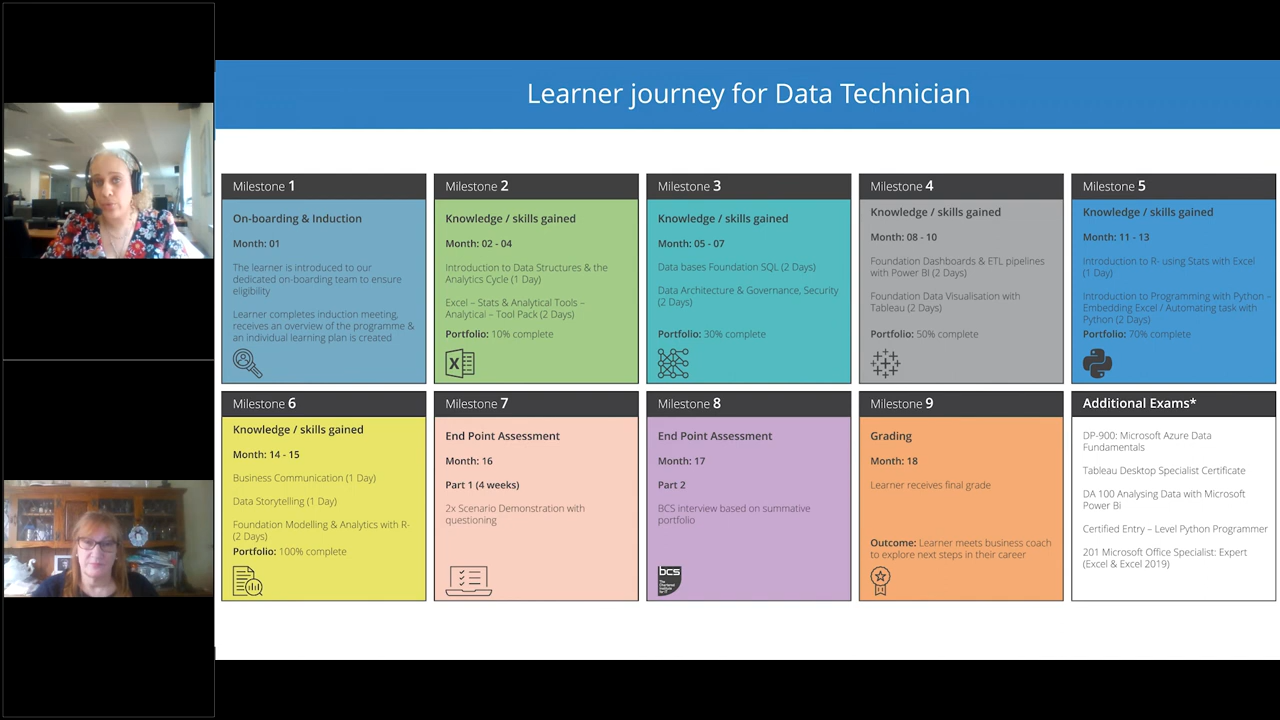 Learner journey for Data Technician
Milestone 1
On-boarding & Induction
Month: 01
The learner is introduced to our
dedicated on-boarding team to ensure
eligibility
Learner completes induction meeting,
receives an overview of the programme &
an individual learning plan is created
Milestone 2
Knowledge / skills gained
Month: 02 - 04
Introduction to Data Structures & the
Analytics Cycle (1 Day)
Excel – Stats & Analytical Tools –
Analytical – Tool Pack (2 Days)
Portfolio: 10% complete
X
Milestone 3
Knowledge / skills gained
Month: 05 - 07
Data bases Foundation SQL (2 Days)
Data Architecture & Governance, Security
(2 Days)
Portfolio: 30% complete
Milestone 4
Knowledge / skills gained
Month: 08 - 10
Foundation Dashboards & ETL pipelines
with Power BI (2 Days)
Foundation Data Visualisation with
Tableau (2 Days)
Portfolio: 50% complete
Milestone 5
Knowledge / skills gained
Month: 11 - 13
Introduction to R- using Stats with Excel
(1 Day)
Introduction to Programming with Python –
Embedding Excel / Automating task with
Python (2 Days)
Portfolio: 70% complete
Milestone 6
Knowledge / skills gained
Month: 14 - 15
Business Communication (1 Day)
Data Storytelling (1 Day)
Foundation Modelling & Analytics with R-
(2 Days)
Portfolio: 100% complete
Milestone 7
End Point Assessment
Month: 16
Part 1 (4 weeks)
2x Scenario Demonstration with
questioning
Milestone 8
End Point Assessment
Month: 17
Part 2
BCS interview based on summative
portfolio
bcs
The
Chartered
Institute
for IT
Milestone 9
Grading
Month: 18
Learner receives final grade
Outcome: Learner meets business coach
to explore next steps in their career
Additional Exams*
DP-900: Microsoft Azure Data
Fundamentals
Tableau Desktop Specialist Certificate
DA 100 Analysing Data with Microsoft
Power Bi
Certified Entry – Level Python Programmer
201 Microsoft Office Specialist: Expert
(Excel & Excel 2019)